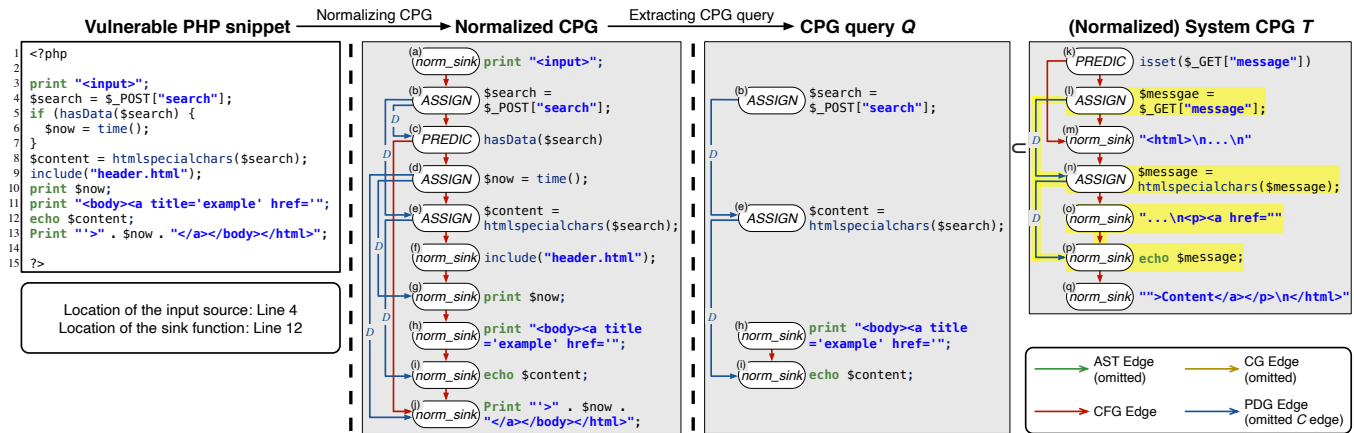 Vulnerable PHP snippet
Normalizing CPG
Normalized CPG
Extracting CPG query
CPG query Q
(Normalized) System CPG T
1 <?php
2
3 print "<input>";
4 $search = $_POST["search"];
5 if (hasData($search) {
6 $now = time();
7 }
8 $content = htmlspecialchars($search);
9 include("header.html");
10 print $now;
11 print "<body><a title='example' href='";
12 echo $content;
13 Print "'>" . $now . "</a></body></html>";
14
15 ?>
Location of the input source: Line 4
Location of the sink function: Line 12
(a) norm_sink print "<input>";
(b) ASSIGN $search =
$_POST["search"];
D
(c) PREDIC hasData($search)
D
(d) ASSIGN $now = time();
(e) ASSIGN $content =
htmlspecialchars($search);
(f) norm_sink include("header.html");
(g) norm_sink print $now;
D
D
(h) norm_sink print "<body><a title
='example' href='";
(i) norm_sink echo $content;
(j) norm_sink Print "'>" . $now .
"</a></body></html>";
(b) ASSIGN $search =
$_POST["search"];
D
(e) ASSIGN $content =
htmlspecialchars($search);
D
(h) norm_sink print "<body><a title
='example' href='";
(i) norm_sink echo $content;
⊂
(k) PREDIC isset($_GET["message"])
(l) ASSIGN $messgae =
$_GET["message"];
D
(m) norm_sink "<html>\n...\n"
(n) ASSIGN $message =
htmlspecialchars($message);
D
(o) norm_sink "...\n<p><a href=""
(p) norm_sink echo $message;
(q) norm_sink "">Content</a></p>\n</html>"
AST Edge
(omitted)
CG Edge
(omitted)
CFG Edge
PDG Edge
(omitted C edge)